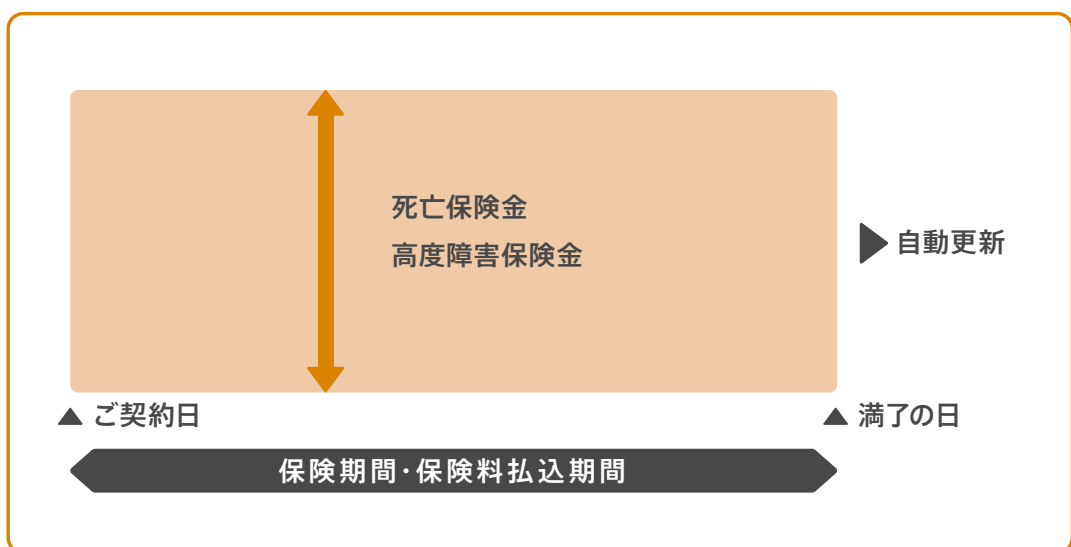 死亡保険金
高度障害保険金
自動更新
ご契約日
満了の日
保険期間・保険料払込期間